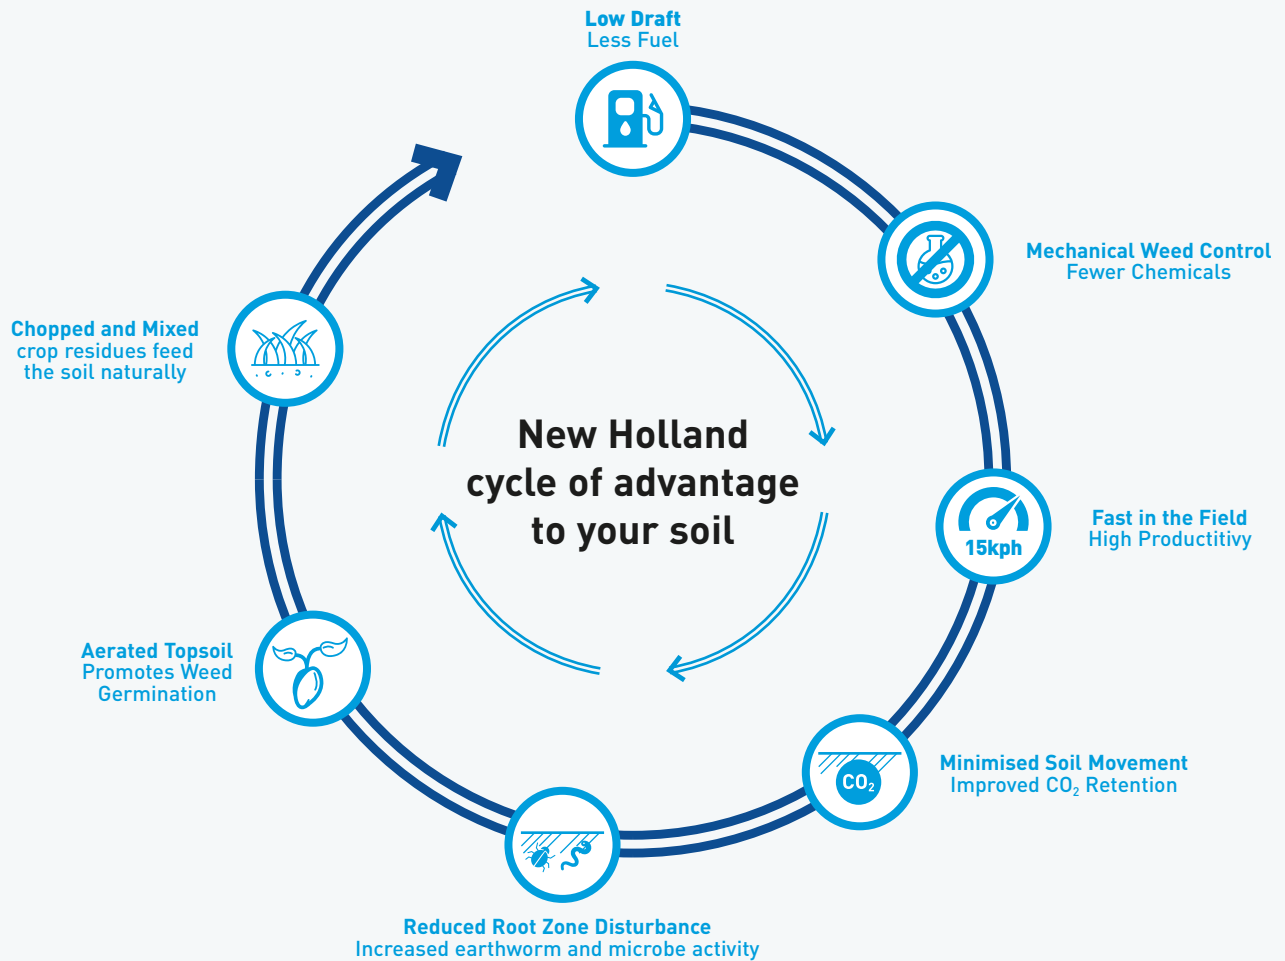 Low Draft
Less Fuel
Mechanical Weed Control
Fewer Chemicals
Fast in the Field
High Productitivy
15kph
Minimised Soil Movement
Improved CO₂ Retention
CO₂
Reduced Root Zone Disturbance
Increased earthworm and microbe activity
Aerated Topsoil
Promotes Weed
Germination
Chopped and Mixed
crop residues feed
the soil naturally
New Holland
cycle of advantage
to your soil